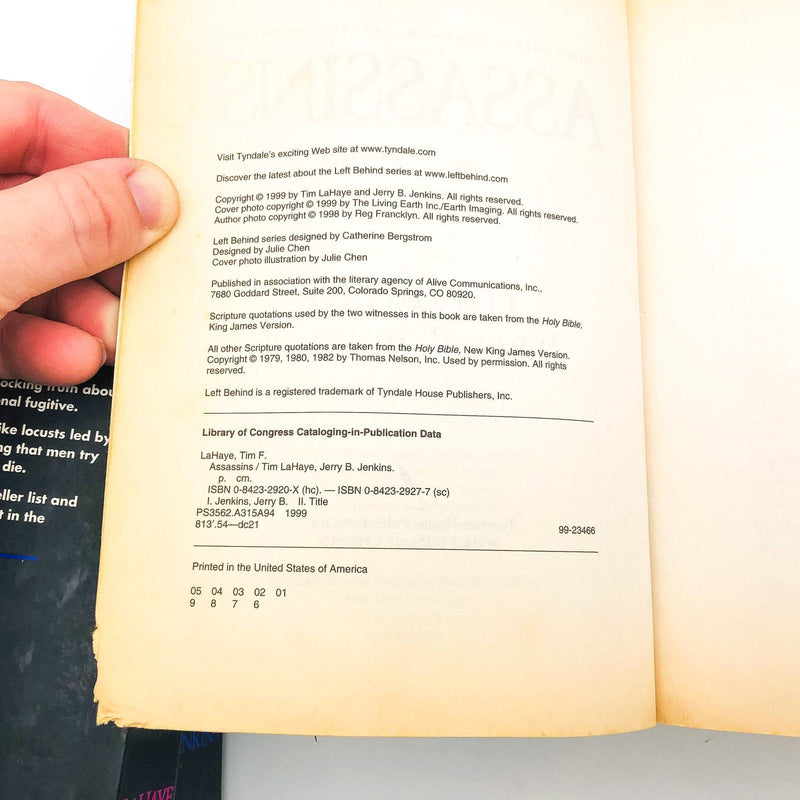 ASSASSINS
Visit Tyndale's exciting Web site at www.tyndale.com
Discover the latest about the Left Behind series at www.leftbehind.com
Copyright © 1999 by Tim LaHaye and Jerry B. Jenkins. All rights reserved.
Cover photo copyright © 1999 by The Living Earth Inc./Earth Imaging. All rights reserved.
Author photo copyright © 1998 by Reg Francklyn. All rights reserved.
Left Behind series designed by Catherine Bergstrom
Designed by Julie Chen
Cover photo illustration by Julie Chen
Published in association with the literary agency of Alive Communications, Inc.,
7680 Goddard Street, Suite 200, Colorado Springs, CO 80920.
Scripture quotations used by the two witnesses in this book are taken from the Holy Bible,
King James Version.
All other Scripture quotations are taken from the Holy Bible, New King James Version.
Copyright © 1979, 1980, 1982 by Thomas Nelson, Inc. Used by permission. All rights
reserved.
Left Behind is a registered trademark of Tyndale House Publishers, Inc.
Library of Congress Cataloging-in-Publication Data
LaHaye, Tim F.
Assassins / Tim LaHaye, Jerry B. Jenkins.
p. cm.
ISBN 0-8423-2920-X (hc). — ISBN 0-8423-2927-7 (sc)
I. Jenkins, Jerry B. II. Title
PS3562.A315A94 1999
813'.54—dc21 99-23466
Printed in the United States of America
05 04 03 02 01
9 8 7 6
ocking truth abou
nal fugitive.
ike locusts led by
ng that men try
die.
eller list and
t in the
LAHAYE